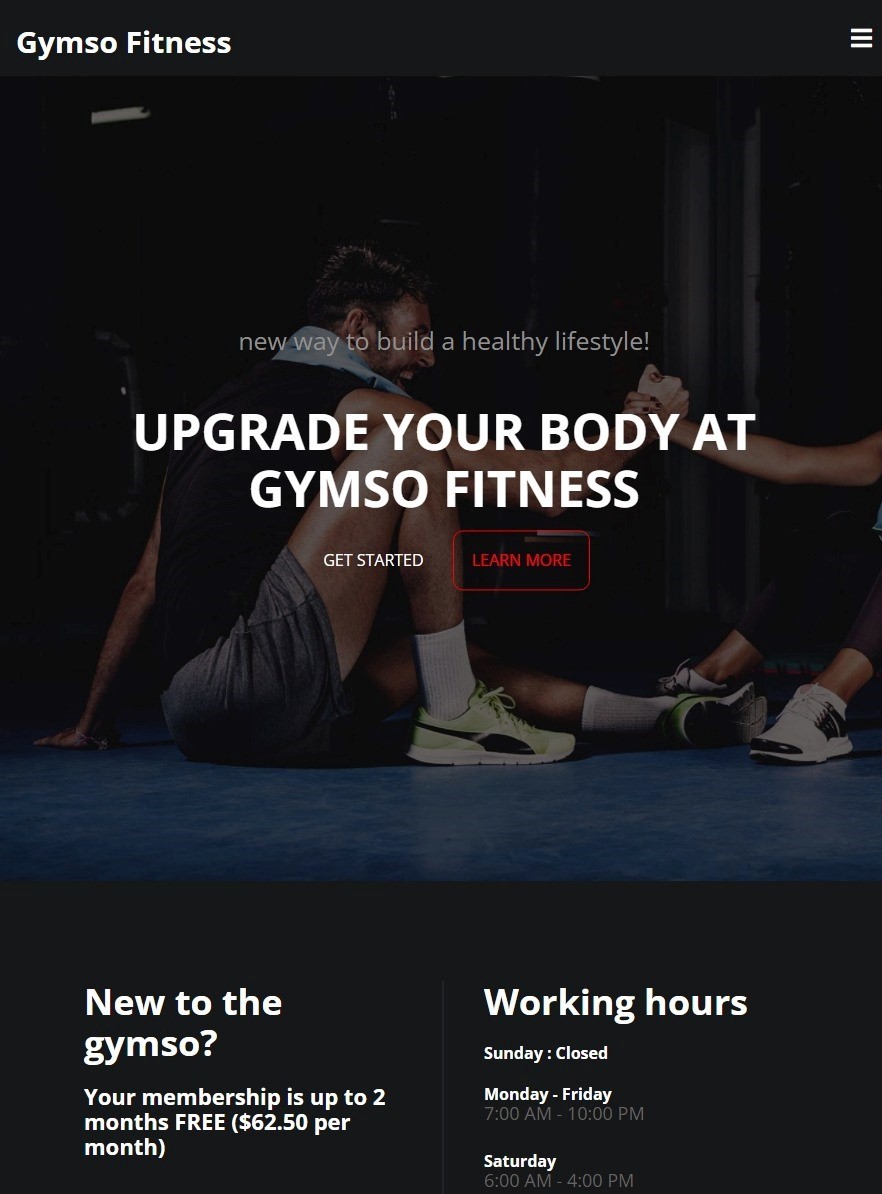 Gymso Fitness
new way to build a healthy lifestyle!
UPGRADE YOUR BODY AT
GYMSO FITNESS
GET STARTED
LEARN MORE
New to the
gymso?
Your membership is up to 2
months FREE ($62.50 per
month)
Working hours
Sunday : Closed
Monday - Friday
7:00 AM - 10:00 PM
Saturday
6:00 AM - 4:00 PM